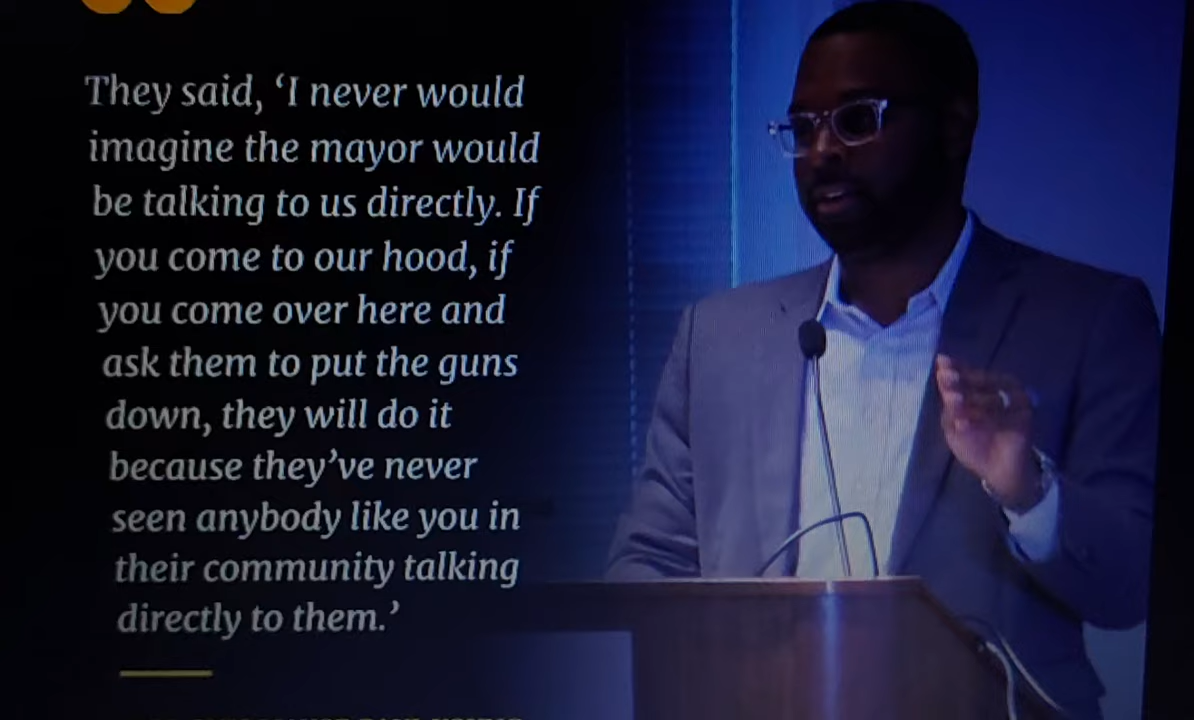 They said, ‘I never would
imagine the mayor would
be talking to us directly. If
you come to our hood, if
you come over here and
ask them to put the guns
down, they will do it
because they’ve never
seen anybody like you in
their community talking
directly to them.’